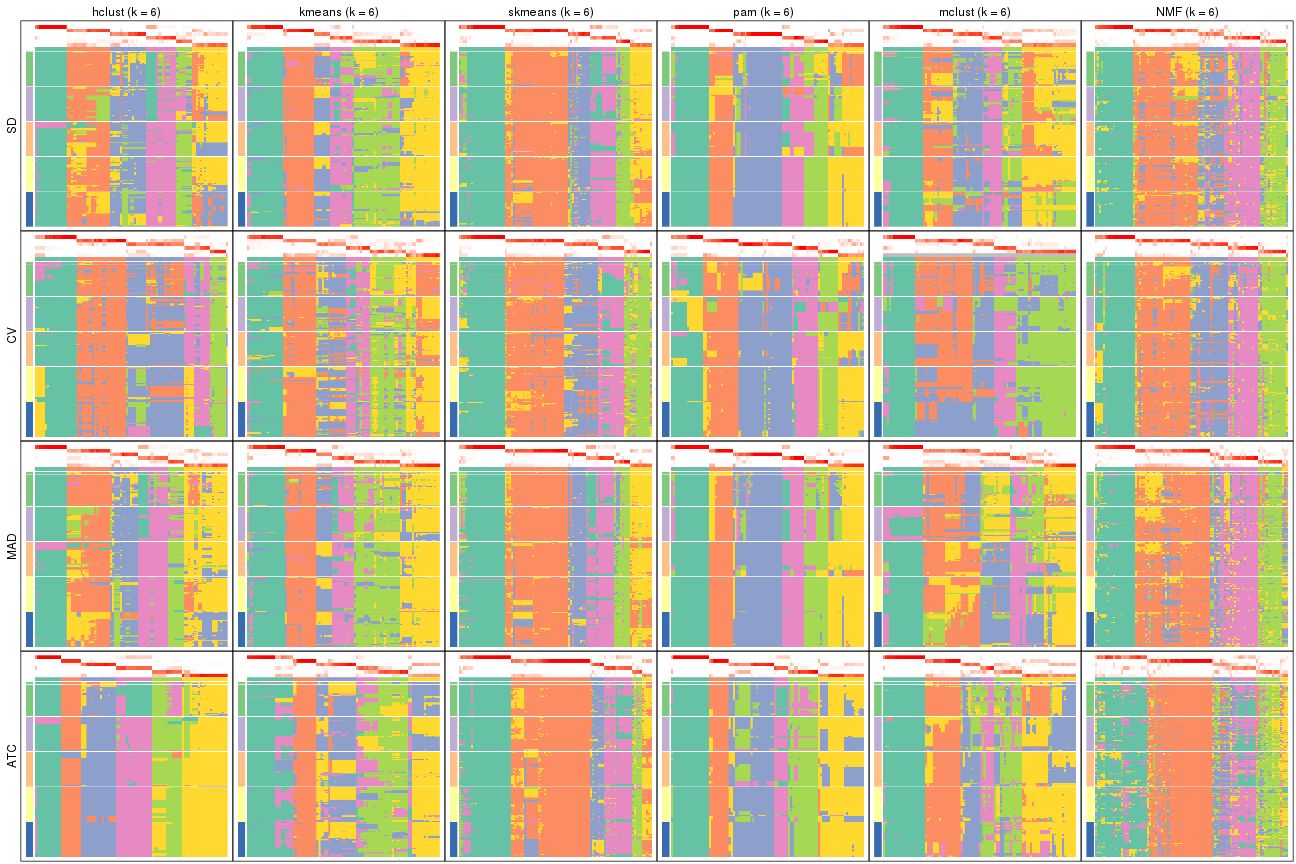 hclust (k = 6)
kmeans (k = 6)
skmeans (k = 6)
pam (k = 6)
mclust (k = 6)
NMF (k = 6)
SD
CV
MAD
ATC